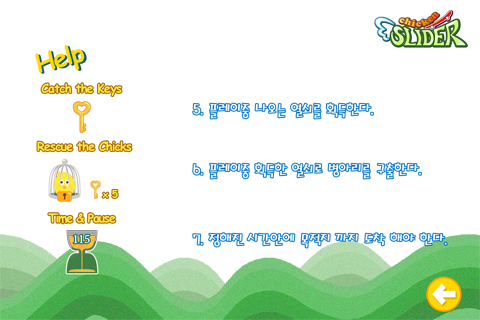 chicken
SLIDER
Help
Catch the Keys
5. 플레이중 나오는 열쇠를 획득한다.
Rescue the Chicks
6. 플레이중 획득한 열쇠로 병아리를 구출한다.
x 5
Time & Pause
115
7. 정해진 시간안에 목적지 까지 도착 해야 한다.